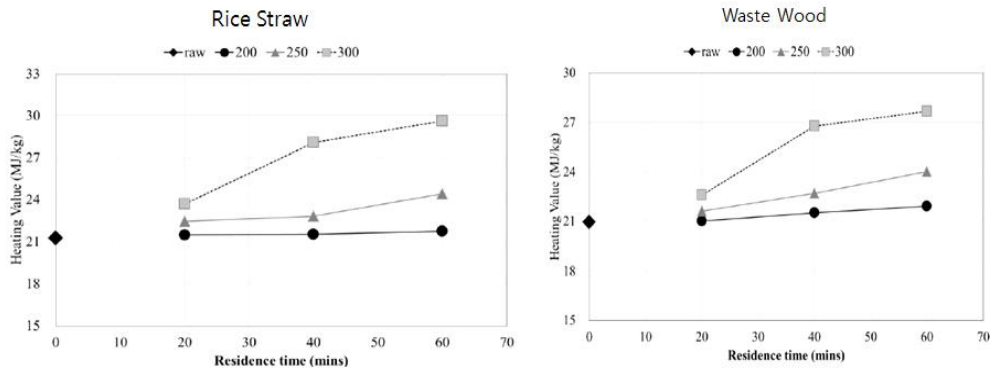 Rice Straw
raw 200 250 300
Heating Value (MJ/kg)
33
30
27
24
21
18
15
0 10 20 30 40 50 60 70
Residence time (mins)
Waste Wood
raw 200 250 300
Heating Value (MJ/kg)
30
27
24
21
18
15
0 10 20 30 40 50 60 70
Residence time (mins)